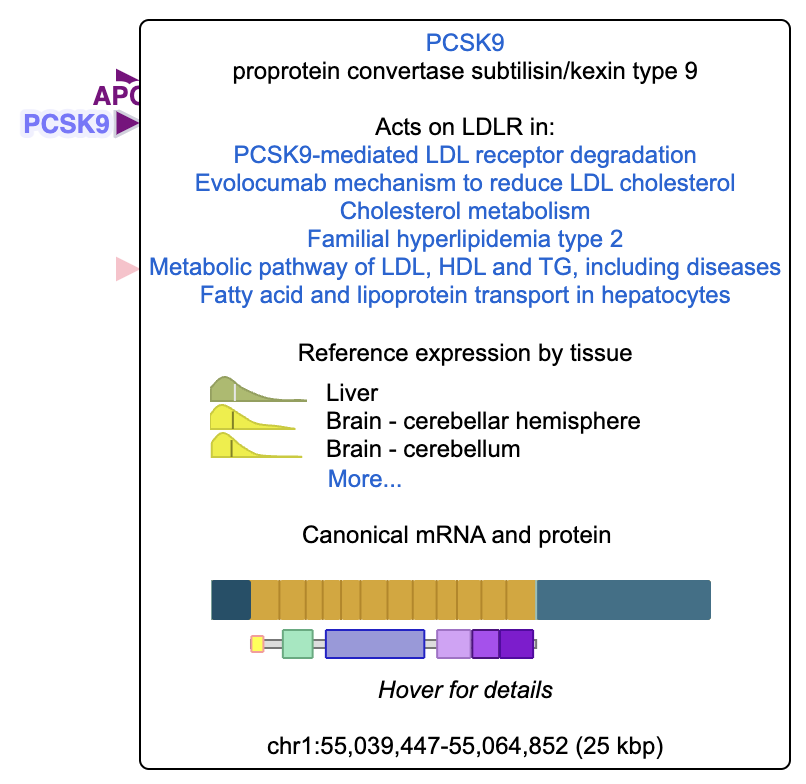 PCSK9
proprotein convertase subtilisin/kexin type 9
APO
PCSK9
Acts on LDLR in:
PCSK9-mediated LDL receptor degradation
Evolocumab mechanism to reduce LDL cholesterol
Cholesterol metabolism
Familial hyperlipidemia type 2
Metabolic pathway of LDL, HDL and TG, including diseases
Fatty acid and lipoprotein transport in hepatocytes
Reference expression by tissue
Liver
Brain - cerebellar hemisphere
Brain - cerebellum
More...
Canonical mRNA and protein
Hover for details
chr1:55,039,447-55,064,852 (25 kbp)